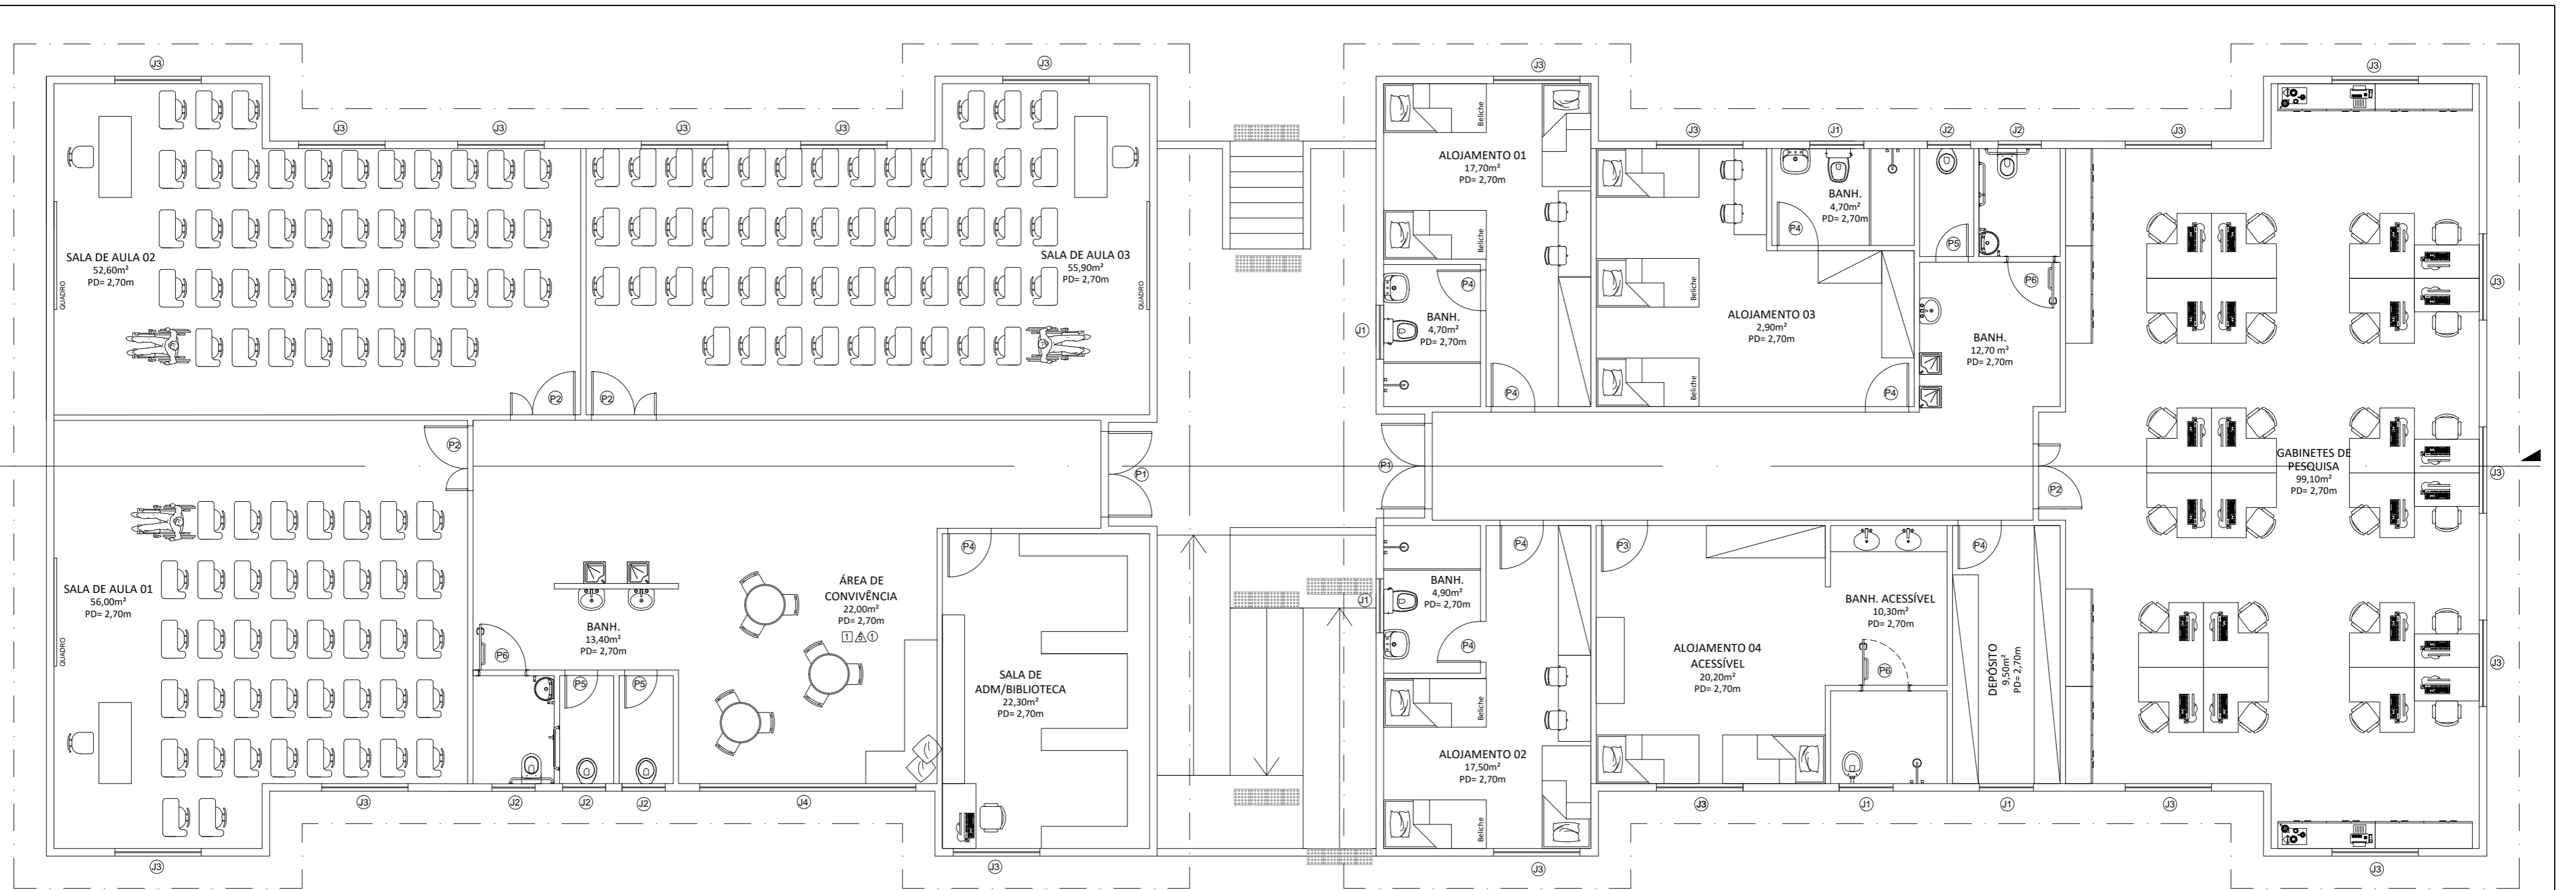 J3
J3
J3
J3
J3
J3
J3
J3
J1
J2
J2
J3
J3
SALA DE AULA 02
52,60m²
PD= 2,70m
QUADRO
P2
SALA DE AULA 03
55,90m²
PD= 2,70m
QUADRO
P2
ALOJAMENTO 01
17,70m²
PD= 2,70m
Beliche
Beliche
P4
BANH.
4,70m²
PD= 2,70m
J1
P4
ALOJAMENTO 03
2,90m²
PD= 2,70m
Beliche
Beliche
P4
BANH.
4,70m²
PD= 2,70m
P4
P5
P6
BANH.
12,70 m²
PD= 2,70m
J3
P2
P1
P1
P2
GABINETES DE
PESQUISA
99,10m²
PD= 2,70m
J3
SALA DE AULA 01
56,00m²
PD= 2,70m
QUADRO
BANH.
13,40m²
PD= 2,70m
P6
P5
P5
ÁREA DE
CONVIVÊNCIA
22,00m²
PD= 2,70m
1 5 1
P4
SALA DE
ADM/BIBLIOTECA
22,30m²
PD= 2,70m
J1
BANH.
4,90m²
PD= 2,70m
P4
P4
ALOJAMENTO 02
17,50m²
PD= 2,70m
Beliche
Beliche
P3
ALOJAMENTO 04
ACESSÍVEL
20,20m²
PD= 2,70m
BANH. ACESSÍVEL
10,30m²
PD= 2,70m
P6
P4
DEPÓSITO
9,50m²
PD= 2,70m
J3
J3
J2
J2
J2
J4
J3
J1
J1
J3
J3
J3
J3
J3